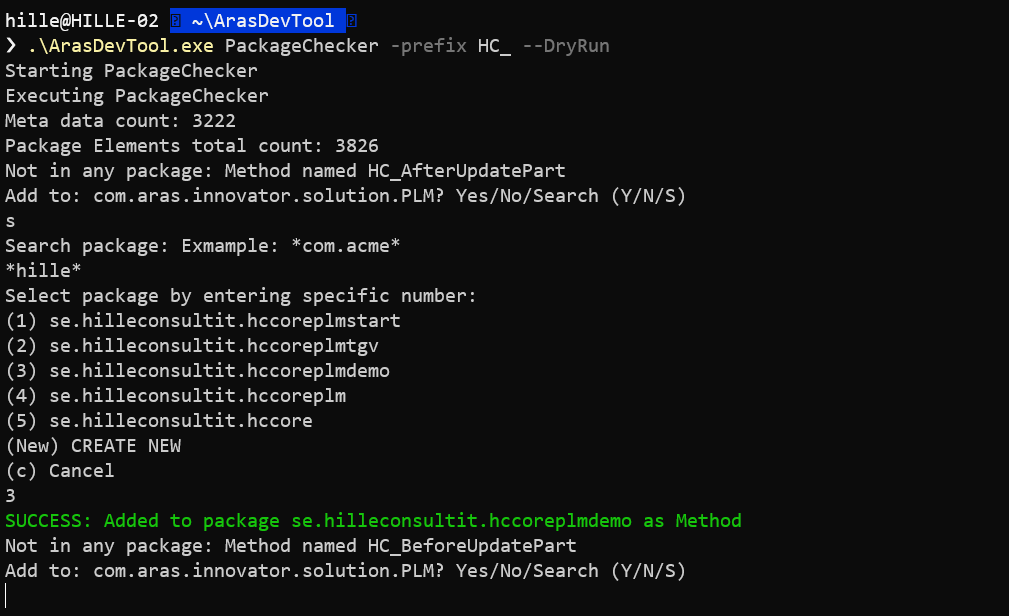 hille@HILLE-02 ~\ArasDevTool
❯ .\ArasDevTool.exe PackageChecker -prefix HC_ --DryRun
Starting PackageChecker
Executing PackageChecker
Meta data count: 3222
Package Elements total count: 3826
Not in any package: Method named HC_AfterUpdatePart
Add to: com.aras.innovator.solution.PLM? Yes/No/Search (Y/N/S)
s
Search package: Exmample: *com.acme*
*hille*
Select package by entering specific number:
(1) se.hilleconsultit.hccoreplmstart
(2) se.hilleconsultit.hccoreplmtgv
(3) se.hilleconsultit.hccoreplmdemo
(4) se.hilleconsultit.hccoreplm
(5) se.hilleconsultit.hccore
(New) CREATE NEW
(c) Cancel
3
SUCCESS: Added to package se.hilleconsultit.hccoreplmdemo as Method
Not in any package: Method named HC_BeforeUpdatePart
Add to: com.aras.innovator.solution.PLM? Yes/No/Search (Y/N/S)